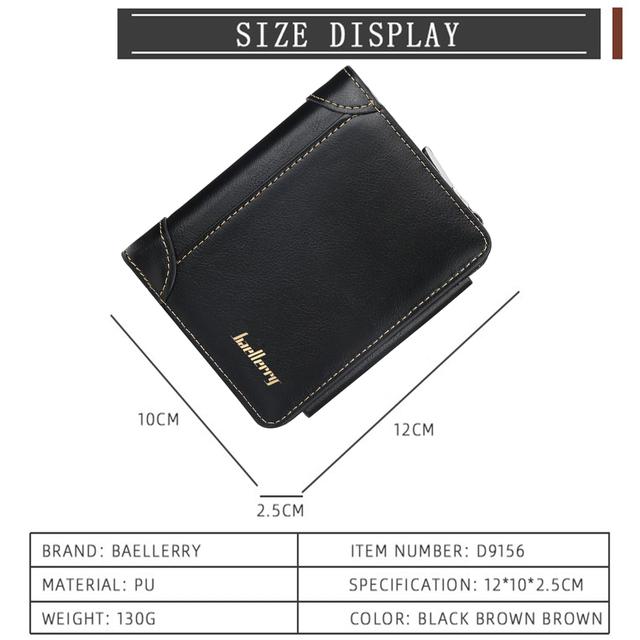 SIZE DISPLAY
baellerry
10CM
12CM
2.5CM
BRAND: BAELLERRY
ITEM NUMBER: D9156
MATERIAL: PU
SPECIFICATION: 12*10*2.5CM
WEIGHT: 130G
COLOR: BLACK BROWN BROWN